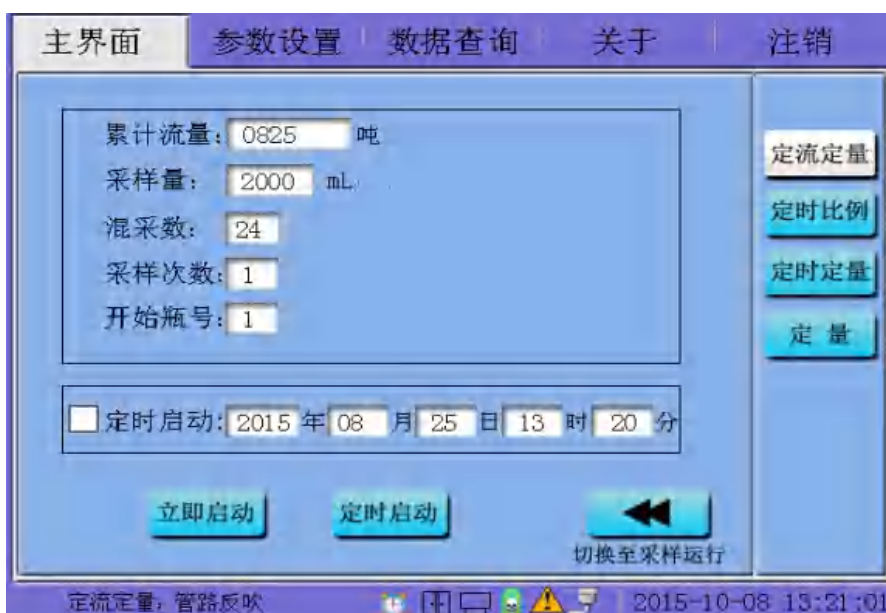 主界面 参数设置 数据查询 关于 注销
累计流量: 0825 吨
采样量: 2000 mL
混采数: 24
采样次数: 1
开始瓶号: 1
定时启动: 2015 年 08 月 25 日 13 时 20 分
立即启动 定时启动
切换至采样运行
定流定量
定时比例
定时定量
定 量
定流定量, 管路反吹 2015-10-08 13:21:01